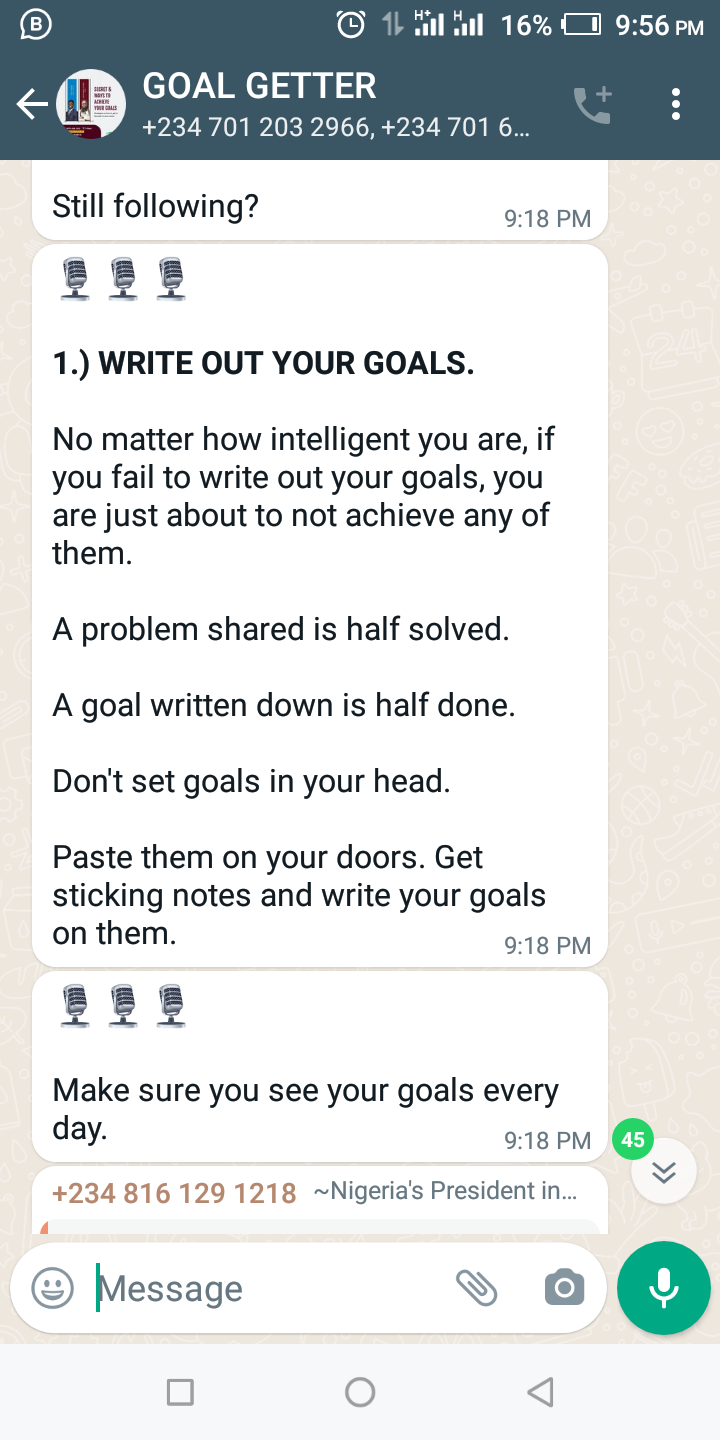 16% 9:56 PM
GOAL GETTER
+234 701 203 2966, +234 701 6...
Still following?
9:18 PM
1.) WRITE OUT YOUR GOALS.
No matter how intelligent you are, if
you fail to write out your goals, you
are just about to not achieve any of
them.
A problem shared is half solved.
A goal written down is half done.
Don't set goals in your head.
Paste them on your doors. Get
sticking notes and write your goals
on them.
9:18 PM
Make sure you see your goals every
day.
9:18 PM
45
+234 816 129 1218 ~Nigeria's President in...
Message